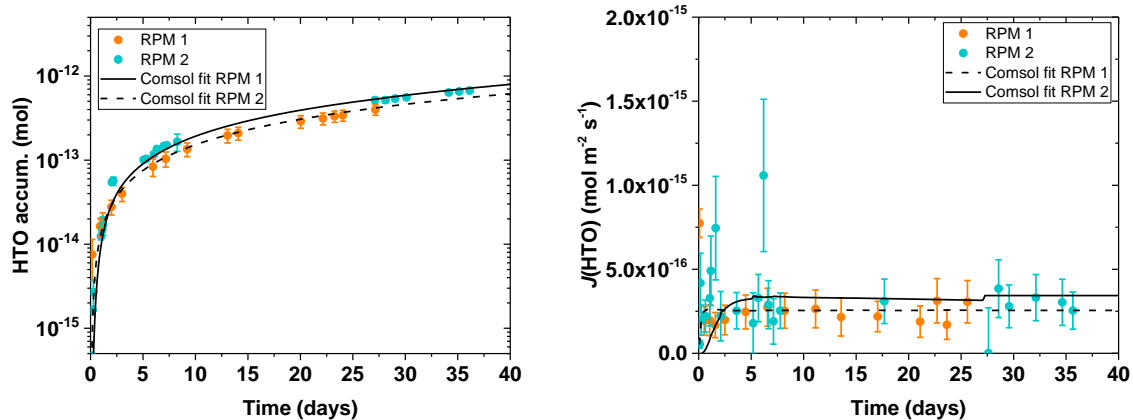 RPM 1
RPM 2
Comsol fit RPM 1
Comsol fit RPM 2
HTO accum. (mol)
10⁻¹²
10⁻¹³
10⁻¹⁴
10⁻¹⁵
0 5 10 15 20 25 30 35 40
Time (days)
RPM 1
RPM 2
Comsol fit RPM 1
Comsol fit RPM 2
J(HTO) (mol m⁻² s⁻¹)
2.0x10⁻¹⁵
1.5x10⁻¹⁵
1.0x10⁻¹⁵
5.0x10⁻¹⁶
0.0
0 5 10 15 20 25 30 35 40
Time (days)